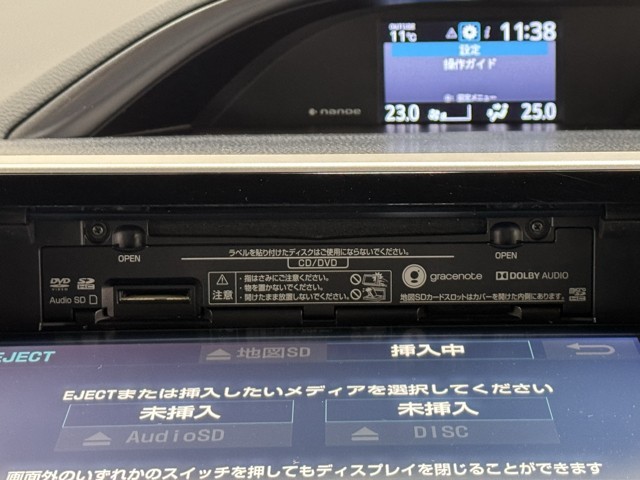 OUTSIDE
11℃
11:38
設定
操作ガイド
設定メニュー
nanoe
23.0
25.0
OPEN
OPEN
ラベルを貼り付けたディスクはご使用にならないでください。
CD/DVD
DVD
VIDEO
SD
HC
Audio SD
注意
・指はさみにご注意ください。
・物を置かないでください。
・開けたまま放置しないでください。
gracenote
DOLBY AUDIO
地図SDカードスロットはカバーを開けた内側にあります。
EJECT
地図SD
挿入中
EJECTまたは挿入したいメディアを選択してください
未挿入
未挿入
AudioSD
DISC
画面外のいずれかのスイッチを押してもディスプレイを閉じることができます